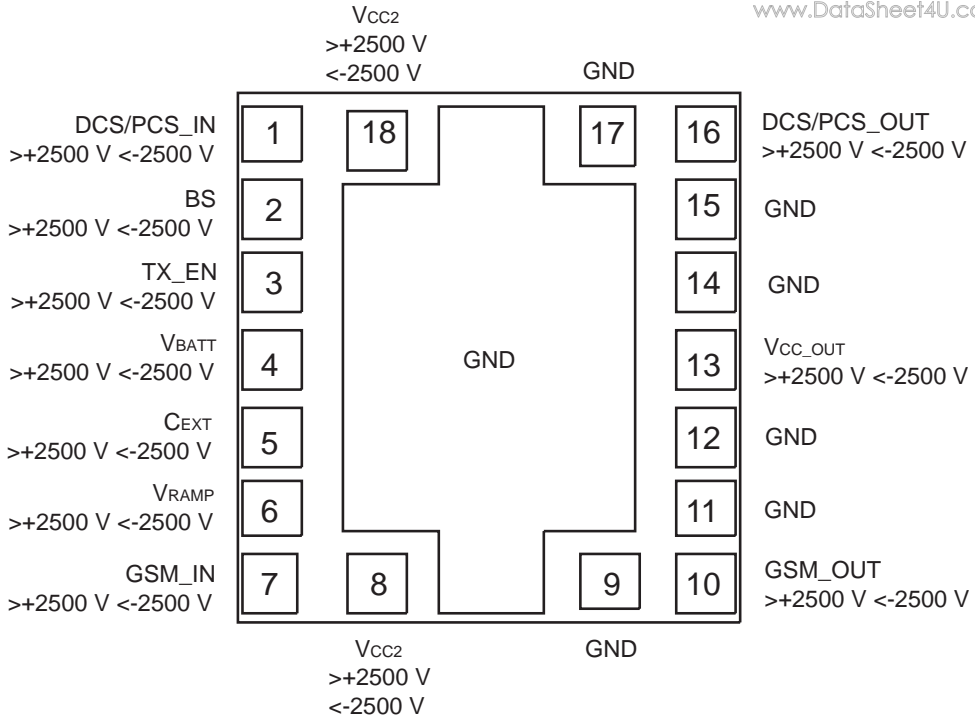 www.DataSheet4U.co
VCC2
>+2500 V
<-2500 V
GND
DCS/PCS_IN
>+2500 V <-2500 V
1
18
17
16
DCS/PCS_OUT
>+2500 V <-2500 V
BS
>+2500 V <-2500 V
2
15
GND
TX_EN
>+2500 V <-2500 V
3
14
GND
VBATT
>+2500 V <-2500 V
4
GND
13
VCC_OUT
>+2500 V <-2500 V
CEXT
>+2500 V <-2500 V
5
12
GND
VRAMP
>+2500 V <-2500 V
6
11
GND
GSM_IN
>+2500 V <-2500 V
7
8
9
10
GSM_OUT
>+2500 V <-2500 V
VCC2
>+2500 V
<-2500 V
GND